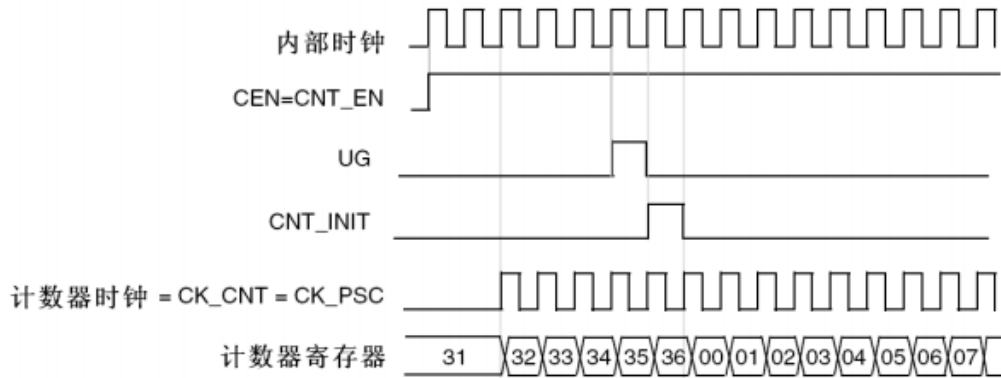 内部时钟
CEN=CNT_EN
UG
CNT_INIT
计数器时钟 = CK_CNT = CK_PSC
计数器寄存器 31 32 33 34 35 36 00 01 02 03 04 05 06 07